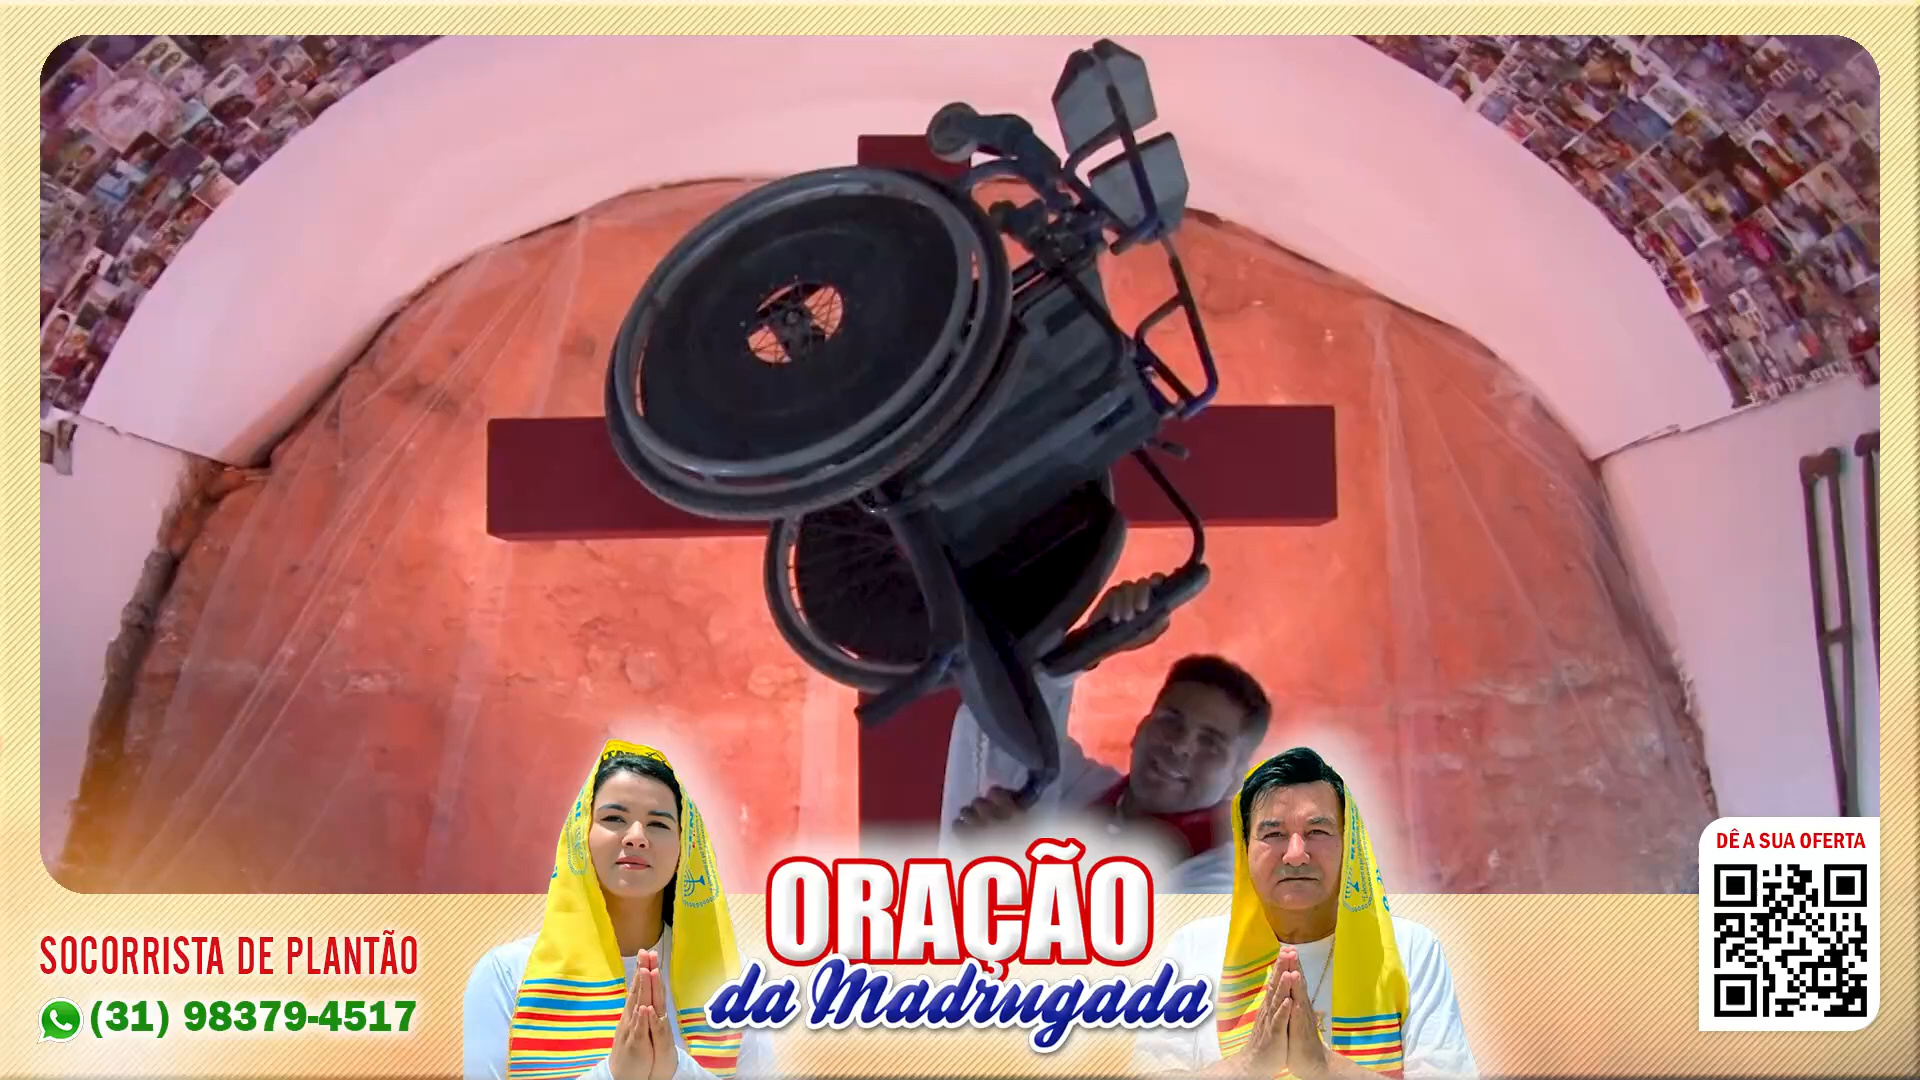 DÊ A SUA OFERTA
ORAÇÃO
da Madrugada
SOCORRISTA DE PLANTÃO
(31) 98379-4517